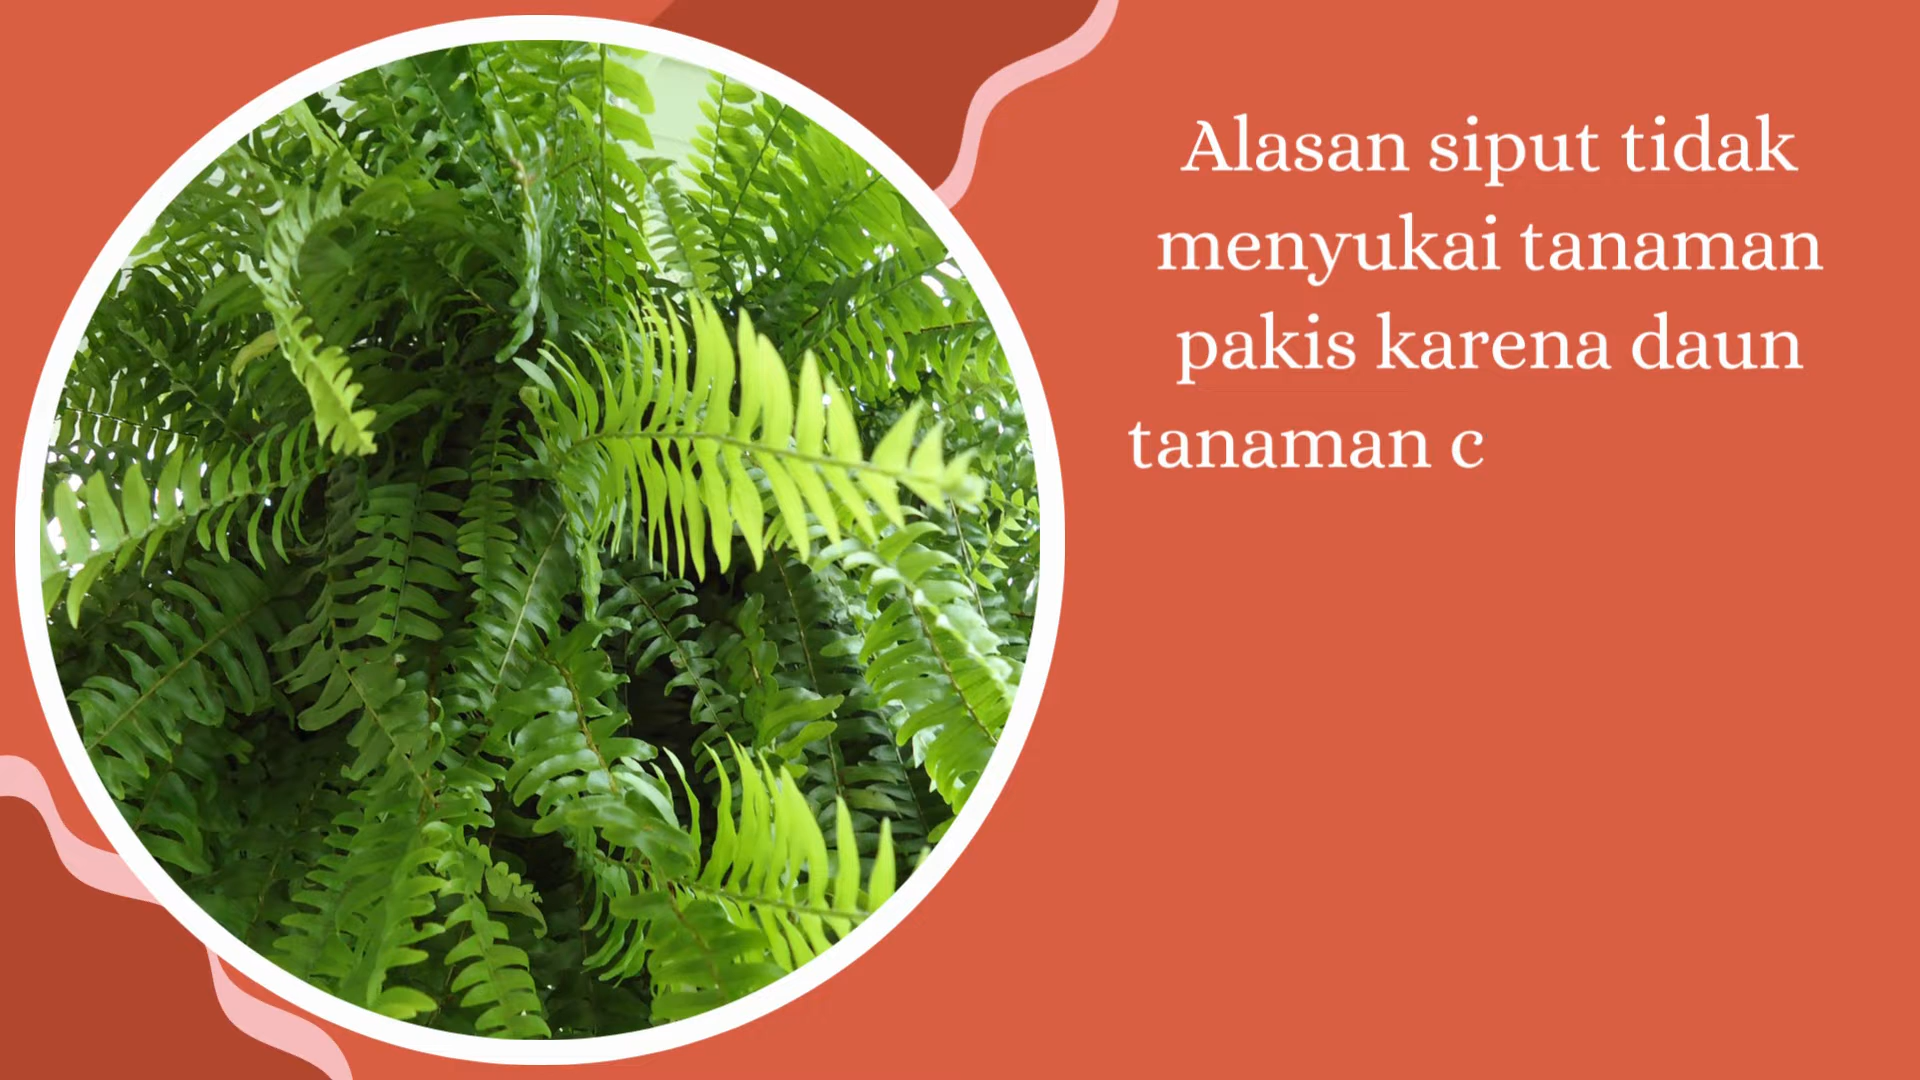 Alasan siput tidak
menyukai tanaman
pakis karena daun
tanaman c